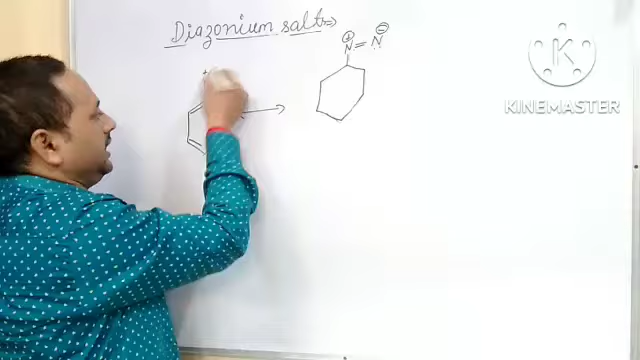 Diazonium salt ⇒
⊕ ⊖
N = N
K
KINEMASTER